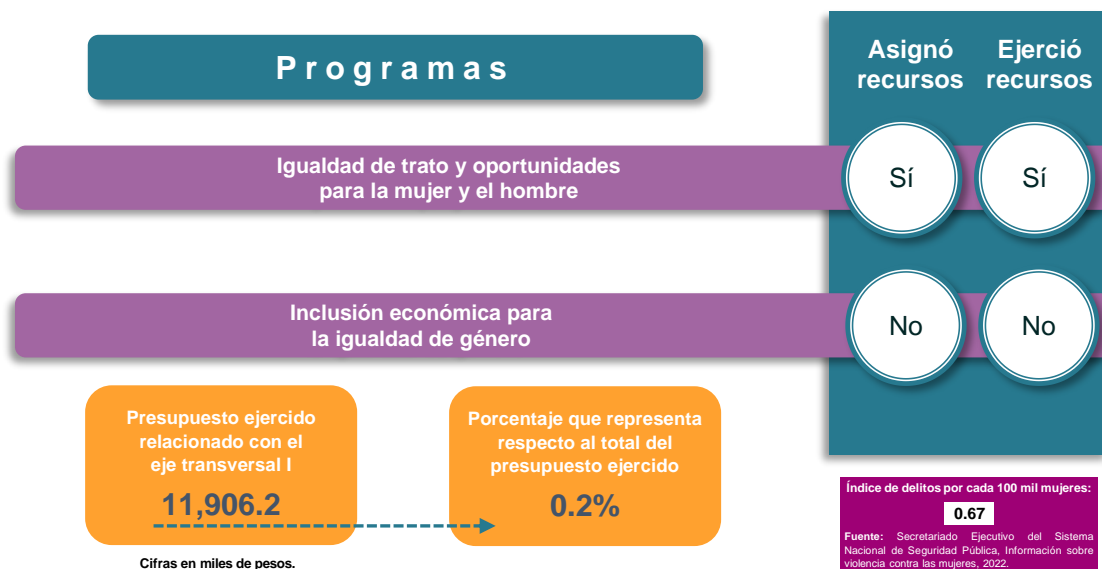 Programas
Asignó recursos
Ejerció recursos
Igualdad de trato y oportunidades
para la mujer y el hombre
Sí
Sí
Inclusión económica para
la igualdad de género
No
No
Presupuesto ejercido
relacionado con el
eje transversal I
11,906.2
Porcentaje que representa
respecto al total del
presupuesto ejercido
0.2%
Cifras en miles de pesos.
Índice de delitos por cada 100 mil mujeres:
0.67
Fuente: Secretariado Ejecutivo del Sistema
Nacional de Seguridad Pública, Información sobre
violencia contra las mujeres, 2022.